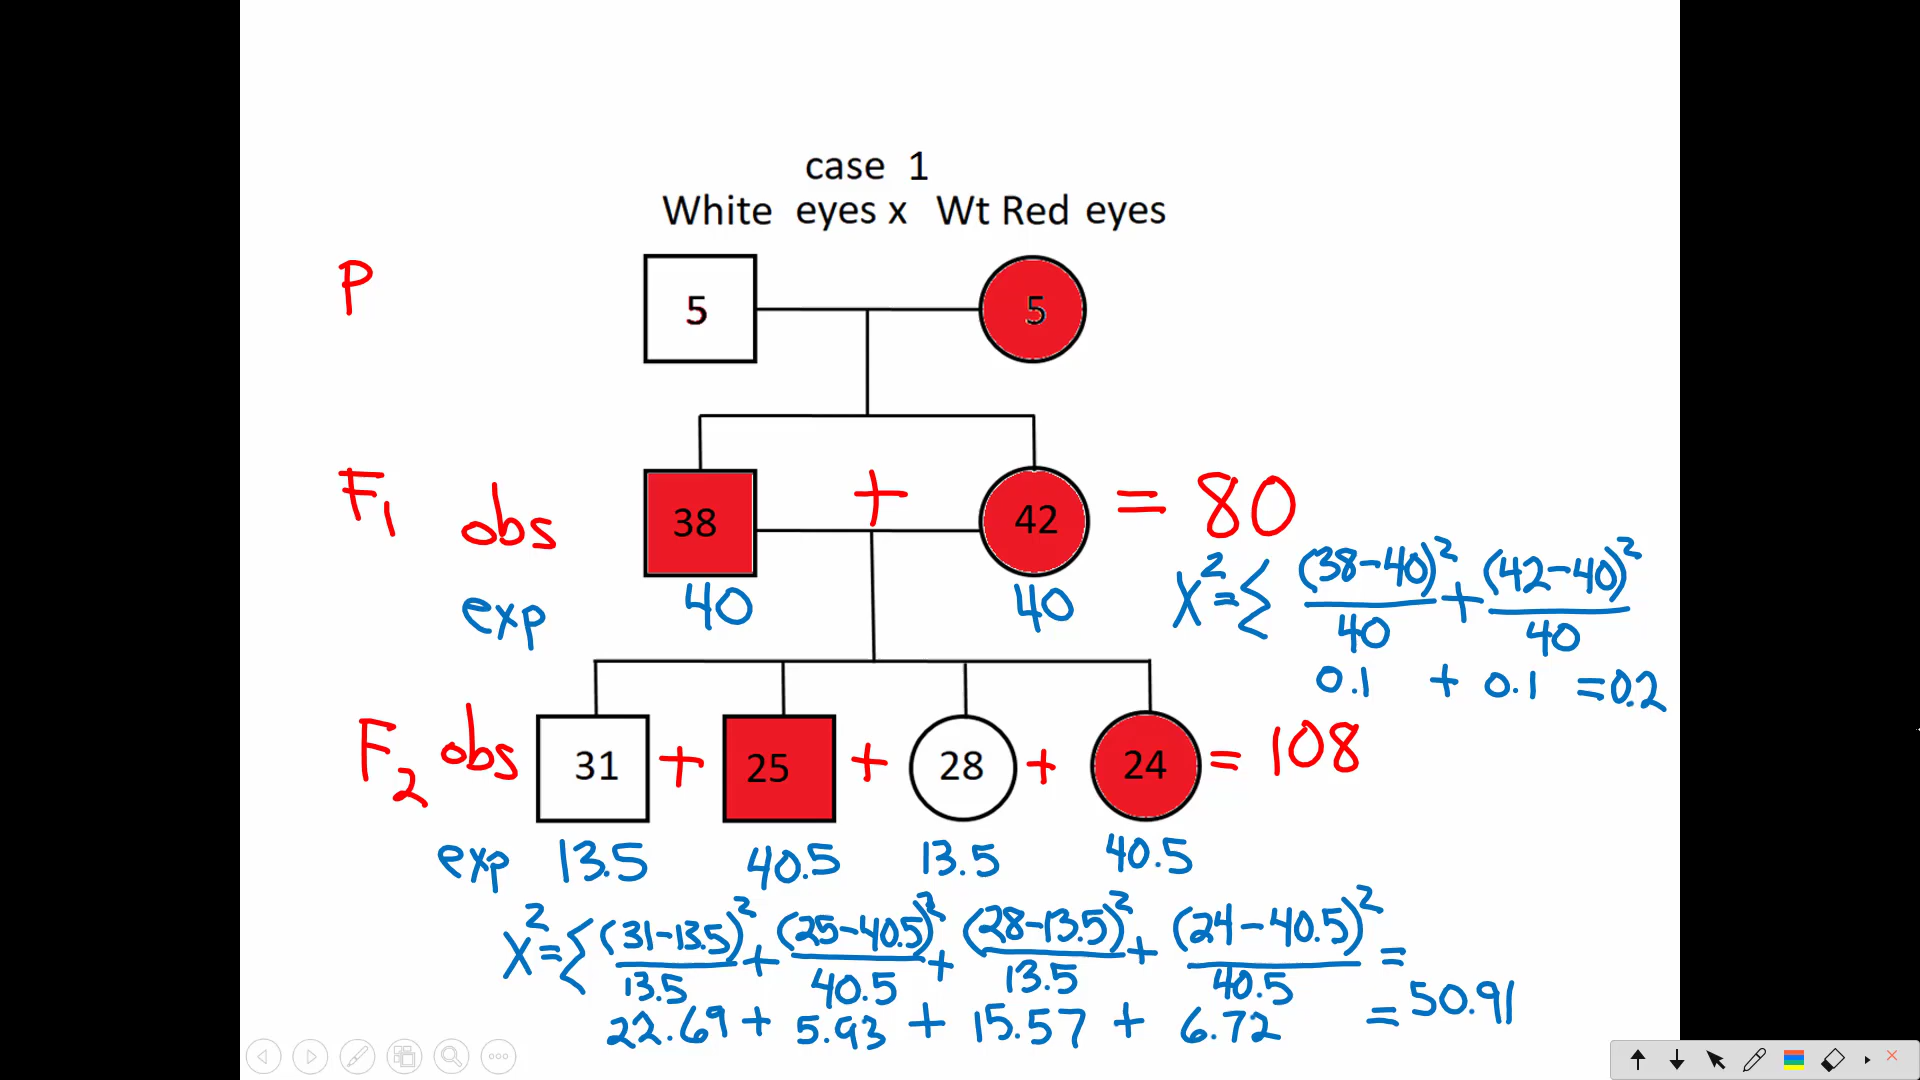 case 1
White eyes x Wt Red eyes
P
5 5
F1 obs 38 + 42 = 80
exp 40 40
X² = Σ (38-40)²/40 + (42-40)²/40
0.1 + 0.1 = 0.2
F2 obs 31 + 25 + 28 + 24 = 108
exp 13.5 40.5 13.5 40.5
X² = Σ (31-13.5)²/13.5 + (25-40.5)²/40.5 + (28-13.5)²/13.5 + (24-40.5)²/40.5 =
22.69 + 5.93 + 15.57 + 6.72 = 50.91